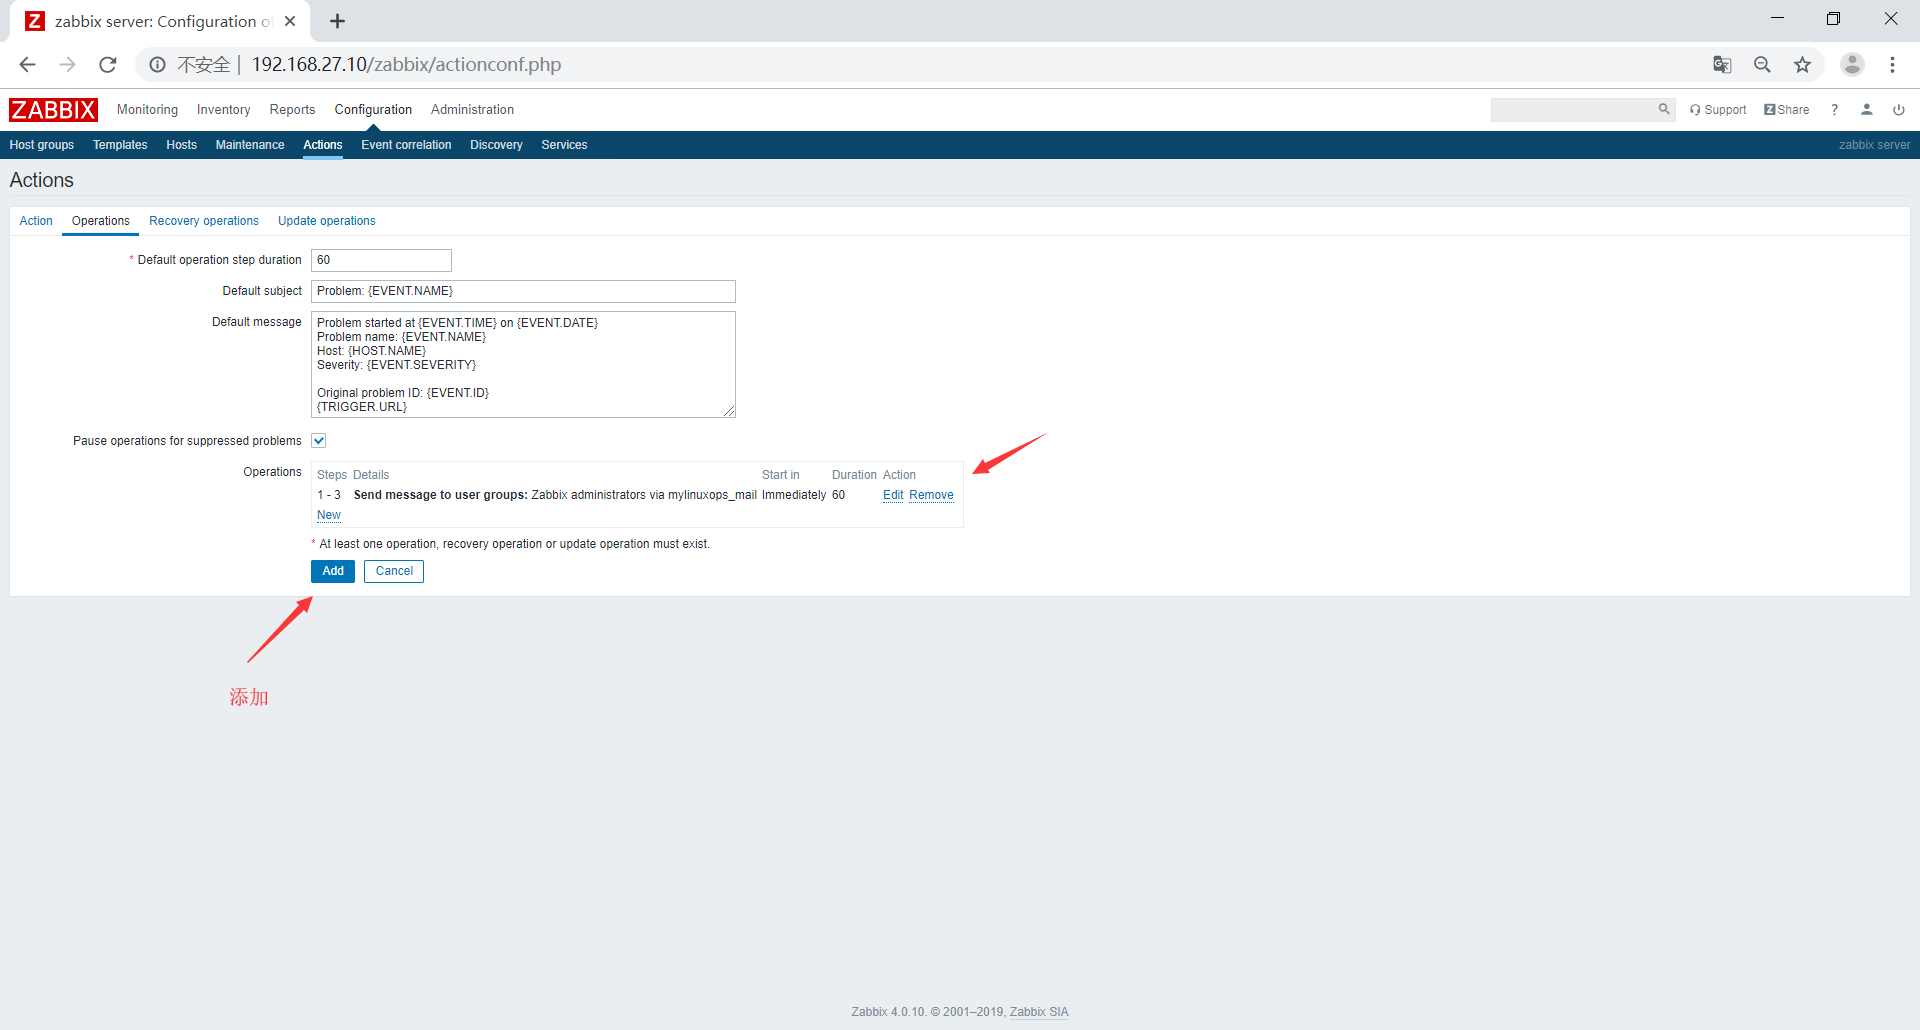 Z zabbix server: Configuration o
不安全 | 192.168.27.10/zabbix/actionconf.php
ZABBIX Monitoring Inventory Reports Configuration Administration Support Z Share ?
Host groups Templates Hosts Maintenance Actions Event correlation Discovery Services zabbix server
Actions
Action Operations Recovery operations Update operations
* Default operation step duration 60
Default subject Problem: {EVENT.NAME}
Default message Problem started at {EVENT.TIME} on {EVENT.DATE}
Problem name: {EVENT.NAME}
Host: {HOST.NAME}
Severity: {EVENT.SEVERITY}
Original problem ID: {EVENT.ID}
{TRIGGER.URL}
Pause operations for suppressed problems
Operations Steps Details Start in Duration Action
1 - 3 Send message to user groups: Zabbix administrators via mylinuxops_mail Immediately 60 Edit Remove
New
* At least one operation, recovery operation or update operation must exist.
Add Cancel
添加
Zabbix 4.0.10. © 2001–2019, Zabbix SIA